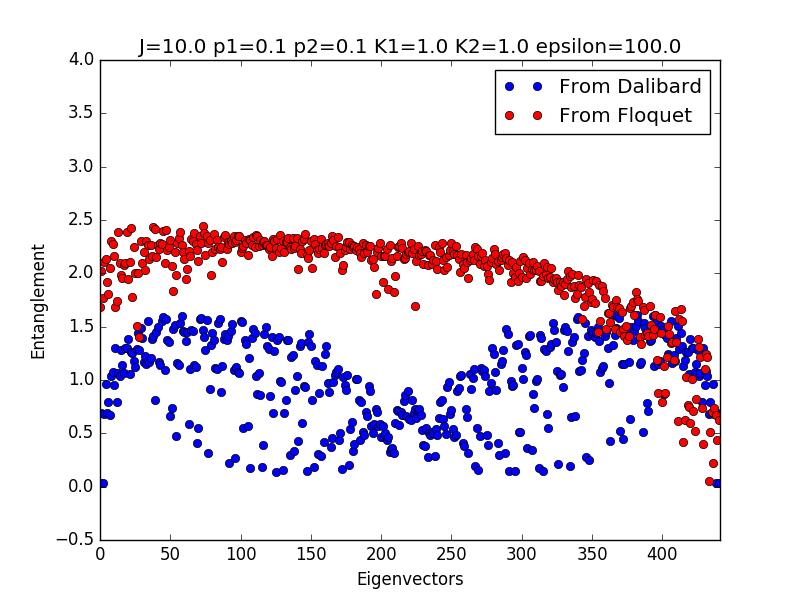 J=10.0 p1=0.1 p2=0.1 K1=1.0 K2=1.0 epsilon=100.0
From Dalibard
From Floquet
Entanglement
4.0
3.5
3.0
2.5
2.0
1.5
1.0
0.5
0.0
−0.5
0 50 100 150 200 250 300 350 400
Eigenvectors